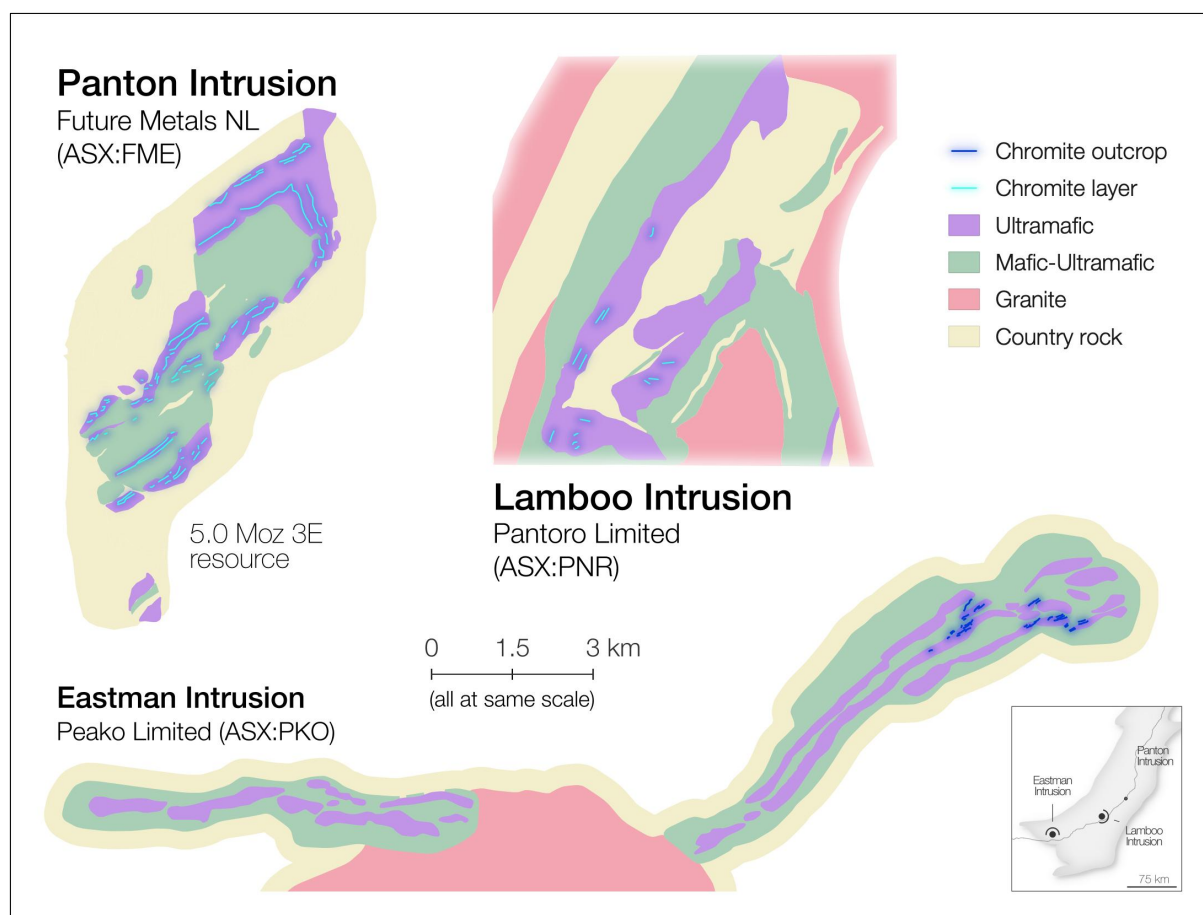 Panton Intrusion
Future Metals NL
(ASX:FME)
Chromite outcrop
Chromite layer
Ultramafic
Mafic-Ultramafic
Granite
Country rock
5.0 Moz 3E
resource
Lamboo Intrusion
Pantoro Limited
(ASX:PNR)
0 1.5 3 km
(all at same scale)
Eastman Intrusion
Peako Limited (ASX:PKO)
Panton
Intrusion
Eastman
Intrusion
Lamboo
Intrusion
75 km